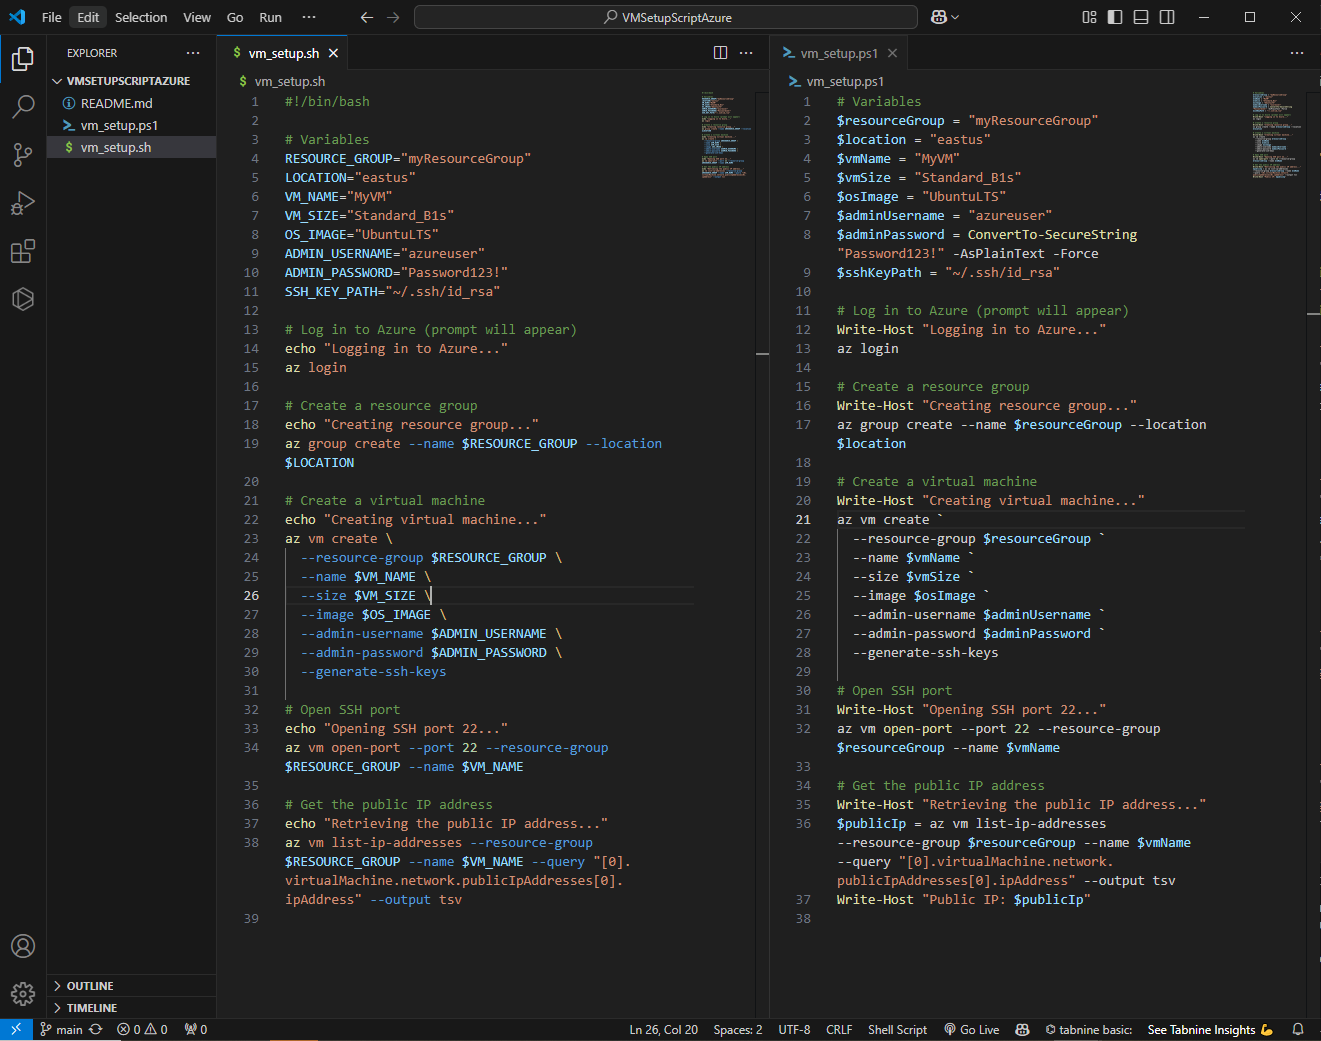 File Edit Selection View Go Run ··· VMSetupScriptAzure
EXPLORER ···
VMSETUPSCRIPTAZURE
README.md
vm_setup.ps1
$ vm_setup.sh
OUTLINE
TIMELINE
$ vm_setup.sh
$ vm_setup.sh
1 #!/bin/bash
2
3 # Variables
4 RESOURCE_GROUP="myResourceGroup"
5 LOCATION="eastus"
6 VM_NAME="MyVM"
7 VM_SIZE="Standard_B1s"
8 OS_IMAGE="UbuntuLTS"
9 ADMIN_USERNAME="azureuser"
10 ADMIN_PASSWORD="Password123!"
11 SSH_KEY_PATH="~/.ssh/id_rsa"
12
13 # Log in to Azure (prompt will appear)
14 echo "Logging in to Azure..."
15 az login
16
17 # Create a resource group
18 echo "Creating resource group..."
19 az group create --name $RESOURCE_GROUP --location
$LOCATION
20
21 # Create a virtual machine
22 echo "Creating virtual machine..."
23 az vm create \
24 --resource-group $RESOURCE_GROUP \
25 --name $VM_NAME \
26 --size $VM_SIZE \
27 --image $OS_IMAGE \
28 --admin-username $ADMIN_USERNAME \
29 --admin-password $ADMIN_PASSWORD \
30 --generate-ssh-keys
31
32 # Open SSH port
33 echo "Opening SSH port 22..."
34 az vm open-port --port 22 --resource-group
$RESOURCE_GROUP --name $VM_NAME
35
36 # Get the public IP address
37 echo "Retrieving the public IP address..."
38 az vm list-ip-addresses --resource-group
$RESOURCE_GROUP --name $VM_NAME --query "[0].
virtualMachine.network.publicIpAddresses[0].
ipAddress" --output tsv
39
vm_setup.ps1
vm_setup.ps1
1 # Variables
2 $resourceGroup = "myResourceGroup"
3 $location = "eastus"
4 $vmName = "MyVM"
5 $vmSize = "Standard_B1s"
6 $osImage = "UbuntuLTS"
7 $adminUsername = "azureuser"
8 $adminPassword = ConvertTo-SecureString
"Password123!" -AsPlainText -Force
9 $sshKeyPath = "~/.ssh/id_rsa"
10
11 # Log in to Azure (prompt will appear)
12 Write-Host "Logging in to Azure..."
13 az login
14
15 # Create a resource group
16 Write-Host "Creating resource group..."
17 az group create --name $resourceGroup --location
$location
18
19 # Create a virtual machine
20 Write-Host "Creating virtual machine..."
21 az vm create `
22 --resource-group $resourceGroup `
23 --name $vmName `
24 --size $vmSize `
25 --image $osImage `
26 --admin-username $adminUsername `
27 --admin-password $adminPassword `
28 --generate-ssh-keys
29
30 # Open SSH port
31 Write-Host "Opening SSH port 22..."
32 az vm open-port --port 22 --resource-group
$resourceGroup --name $vmName
33
34 # Get the public IP address
35 Write-Host "Retrieving the public IP address..."
36 $publicIp = az vm list-ip-addresses
--resource-group $resourceGroup --name $vmName
--query "[0].virtualMachine.network.
publicIpAddresses[0].ipAddress" --output tsv
37 Write-Host "Public IP: $publicIp"
38
main 0 0 0 Ln 26, Col 20 Spaces: 2 UTF-8 CRLF Shell Script Go Live tabnine basic: See Tabnine Insights 💪